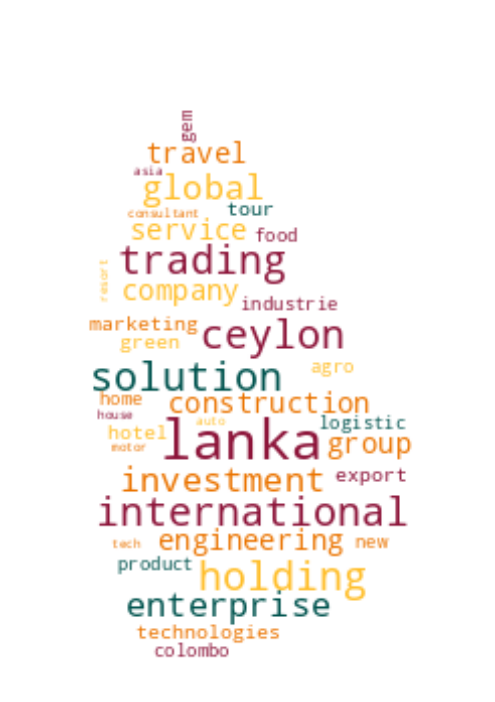 gem
travel
asia
global
consultant tour
service food
trading
resort company
industrie
marketing ceylon
green
solution agro
home construction
house auto logistic
hotel lanka group
motor
investment export
international
tech engineering new
product holding
enterprise
technologies
colombo